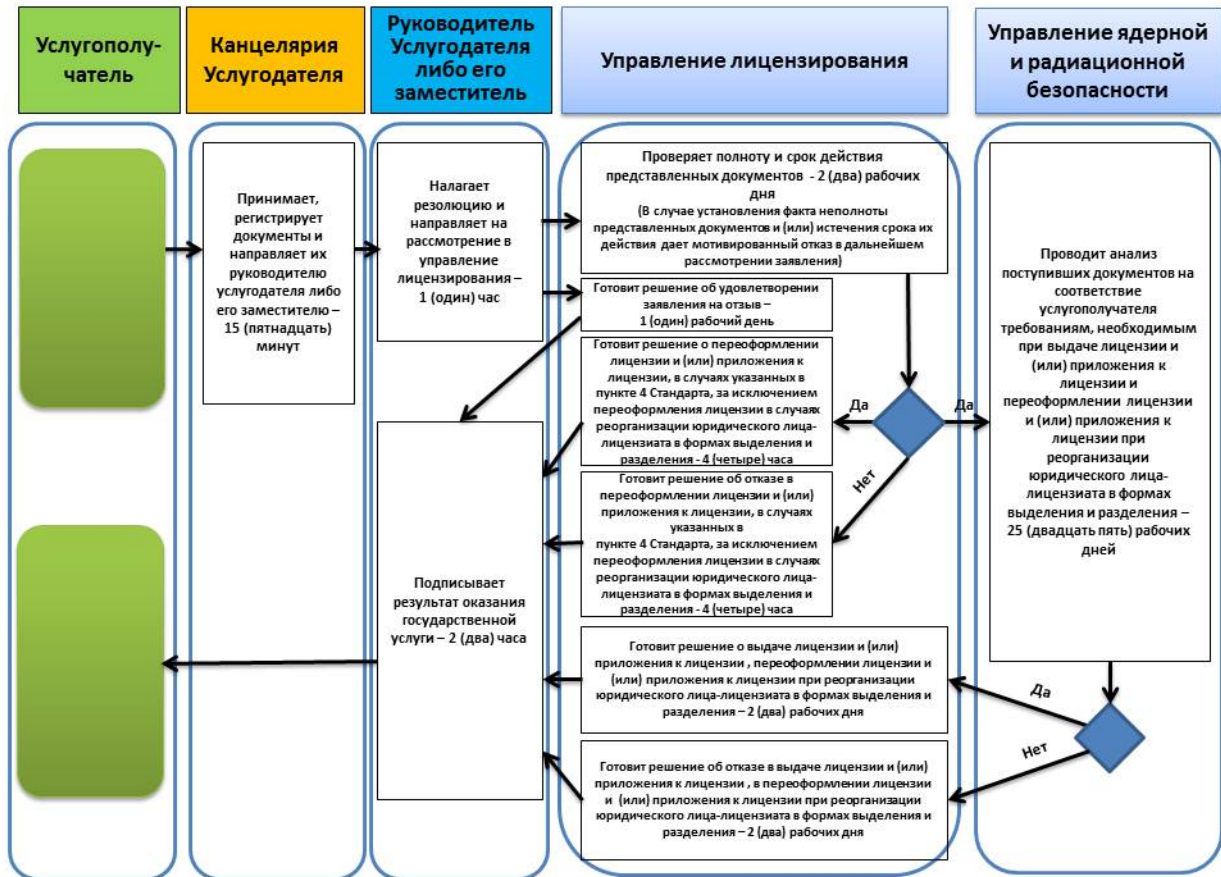 Услугополу-
чатель
Канцелярия
Услугодателя
Руководитель
Услугодателя
либо его
заместитель
Управление лицензирования
Управление ядерной
и радиационной
безопасности
Принимает,
регистрирует
документы и
направляет их
руководителю
услугодателя либо
его заместителю –
15 (пятнадцать)
минут
Налагает
резолюцию и
направляет на
рассмотрение в
управление
лицензирования –
1 (один) час
Проверяет полноту и срок действия
представленных документов - 2 (два) рабочих
дня
(В случае установления факта неполноты
представленных документов и (или) истечения срока их
действия дает мотивированный отказ в дальнейшем
рассмотрении заявления)
Готовит решение об удовлетворении
заявления на отзыв –
1 (один) рабочий день
Готовит решение о переоформлении
лицензии и (или) приложения к
лицензии, в случаях указанных в
пункте 4 Стандарта, за исключением
переоформления лицензии в случаях
реорганизации юридического лица-
лицензиата в формах выделения и
разделения - 4 (четыре) часа
Да
Да
Нет
Готовит решение об отказе в
переоформлении лицензии и (или)
приложения к лицензии, в случаях
указанных в
пункте 4 Стандарта, за исключением
переоформления лицензии в случаях
реорганизации юридического лица-
лицензиата в формах выделения и
разделения - 4 (четыре) часа
Проводит анализ
поступивших документов на
соответствие
услугополучателя
требованиям, необходимым
при выдаче лицензии и
(или) приложения к
лицензии и
переоформлении лицензии
и (или) приложения к
лицензии при
реорганизации
юридического лица-
лицензиата в формах
выделения и разделения –
25 (двадцать пять) рабочих
дней
Подписывает
результат оказания
государственной
услуги – 2 (два) часа
Готовит решение о выдаче лицензии и (или)
приложения к лицензии , переоформлении лицензии и
(или) приложения к лицензии при реорганизации
юридического лица-лицензиата в формах выделения и
разделения – 2 (два) рабочих дня
Да
Нет
Готовит решение об отказе в выдаче лицензии и (или)
приложения к лицензии , в переоформлении лицензии
и (или) приложения к лицензии при реорганизации
юридического лица-лицензиата в формах выделения и
разделения – 2 (два) рабочих дня